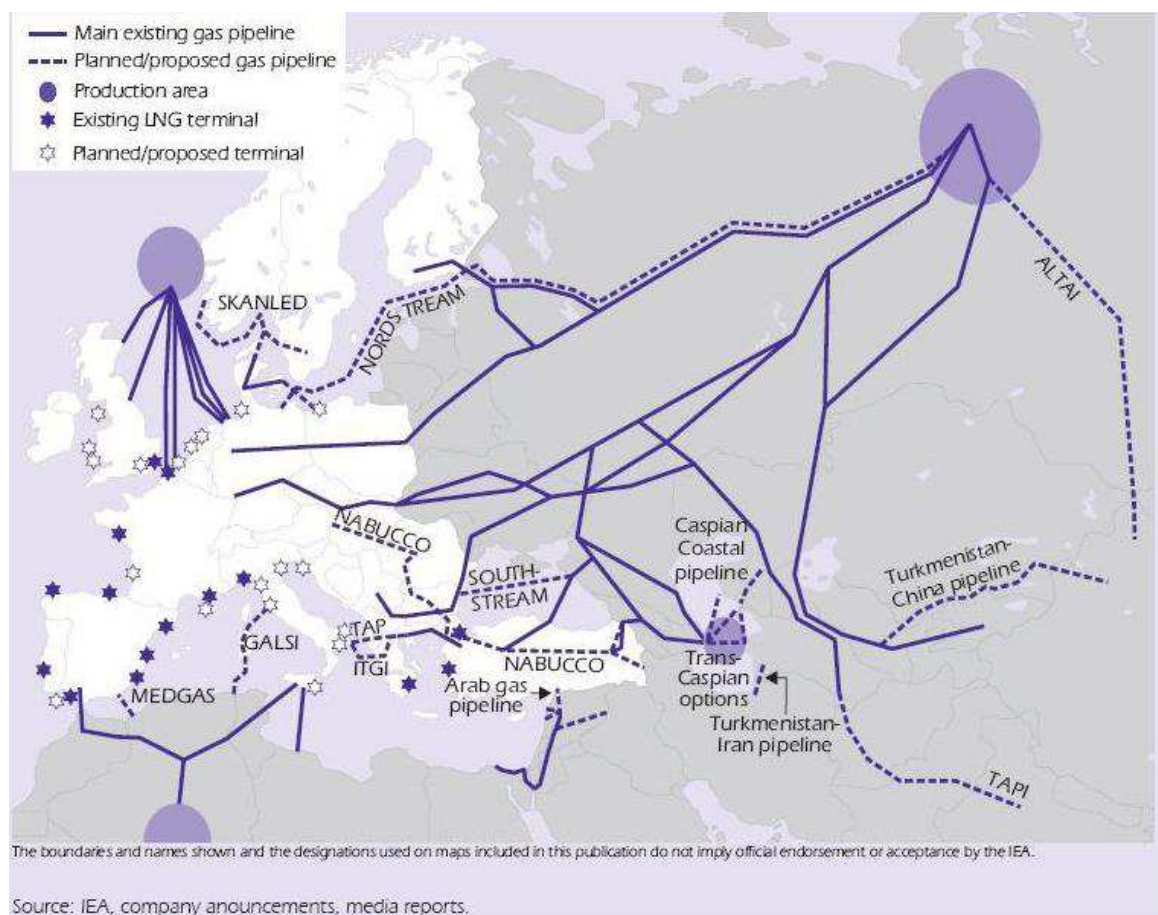 Main existing gas pipeline
Planned/proposed gas pipeline
Production area
Existing LNG terminal
Planned/proposed terminal
SKANLED
NORDS TREAM
ALTAI
NABUCCO
Caspian
Coastal
pipeline
Turkmenistan-
China pipeline
SOUTH-
STREAM
TAP
GALSI
ITGI
NABUCCO
Trans-
Caspian
options
MEDGAS
Arab gas
pipeline
Turkmenistan-
Iran pipeline
TAPI
The boundaries and names shown and the designations used on maps included in this publication do not imply official endorsement or acceptance by the IEA.
Source: IEA, company anouncements, media reports.